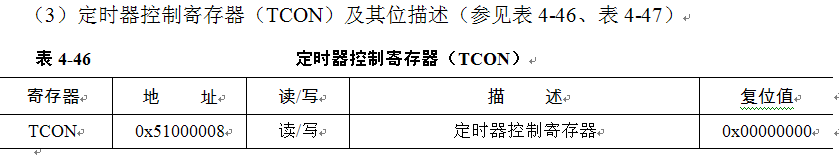 （3）定时器控制寄存器（TCON）及其位描述（参见表 4-46、表 4-47）
表 4-46 定时器控制寄存器（TCON）
寄存器 地 址 读/写 描 述 复位值
TCON 0x51000008 读/写 定时器控制寄存器 0x00000000